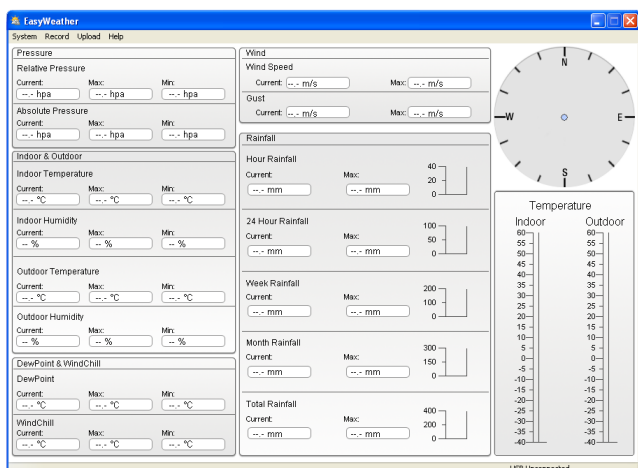 EasyWeather
System Record Upload Help
Pressure
Relative Pressure
Current: Max: Min:
--.- hpa --.- hpa --.- hpa
Absolute Pressure
Current: Max: Min:
--.- hpa --.- hpa --.- hpa
Indoor & Outdoor
Indoor Temperature
Current: Max: Min:
--.- °C --.- °C --.- °C
Indoor Humidity
Current: Max: Min:
-- % -- % -- %
Outdoor Temperature
Current: Max: Min:
--.- °C --.- °C --.- °C
Outdoor Humidity
Current: Max: Min:
-- % -- % -- %
DewPoint & WindChill
DewPoint
Current: Max: Min:
--.- °C --.- °C --.- °C
WindChill
Current: Max: Min:
--.- °C --.- °C --.- °C
Wind
Wind Speed
Current: --.- m/s Max: --.- m/s
Gust
Current: --.- m/s Max: --.- m/s
Rainfall
Hour Rainfall
Current: Max:
--.- mm --.- mm
40
20
0
24 Hour Rainfall
Current: Max:
--.- mm --.- mm
100
50
0
Week Rainfall
Current: Max:
--.- mm --.- mm
200
100
0
Month Rainfall
Current: Max:
--.- mm --.- mm
300
150
0
Total Rainfall
Current: Max:
--.- mm --.- mm
400
200
0
N
W E
S
Temperature
Indoor Outdoor
60 60
55 55
50 50
45 45
40 40
35 35
30 30
25 25
20 20
15 15
10 10
5 5
0 0
-5 -5
-10 -10
-15 -15
-20 -20
-25 -25
-30 -30
-35 -35
-40 -40